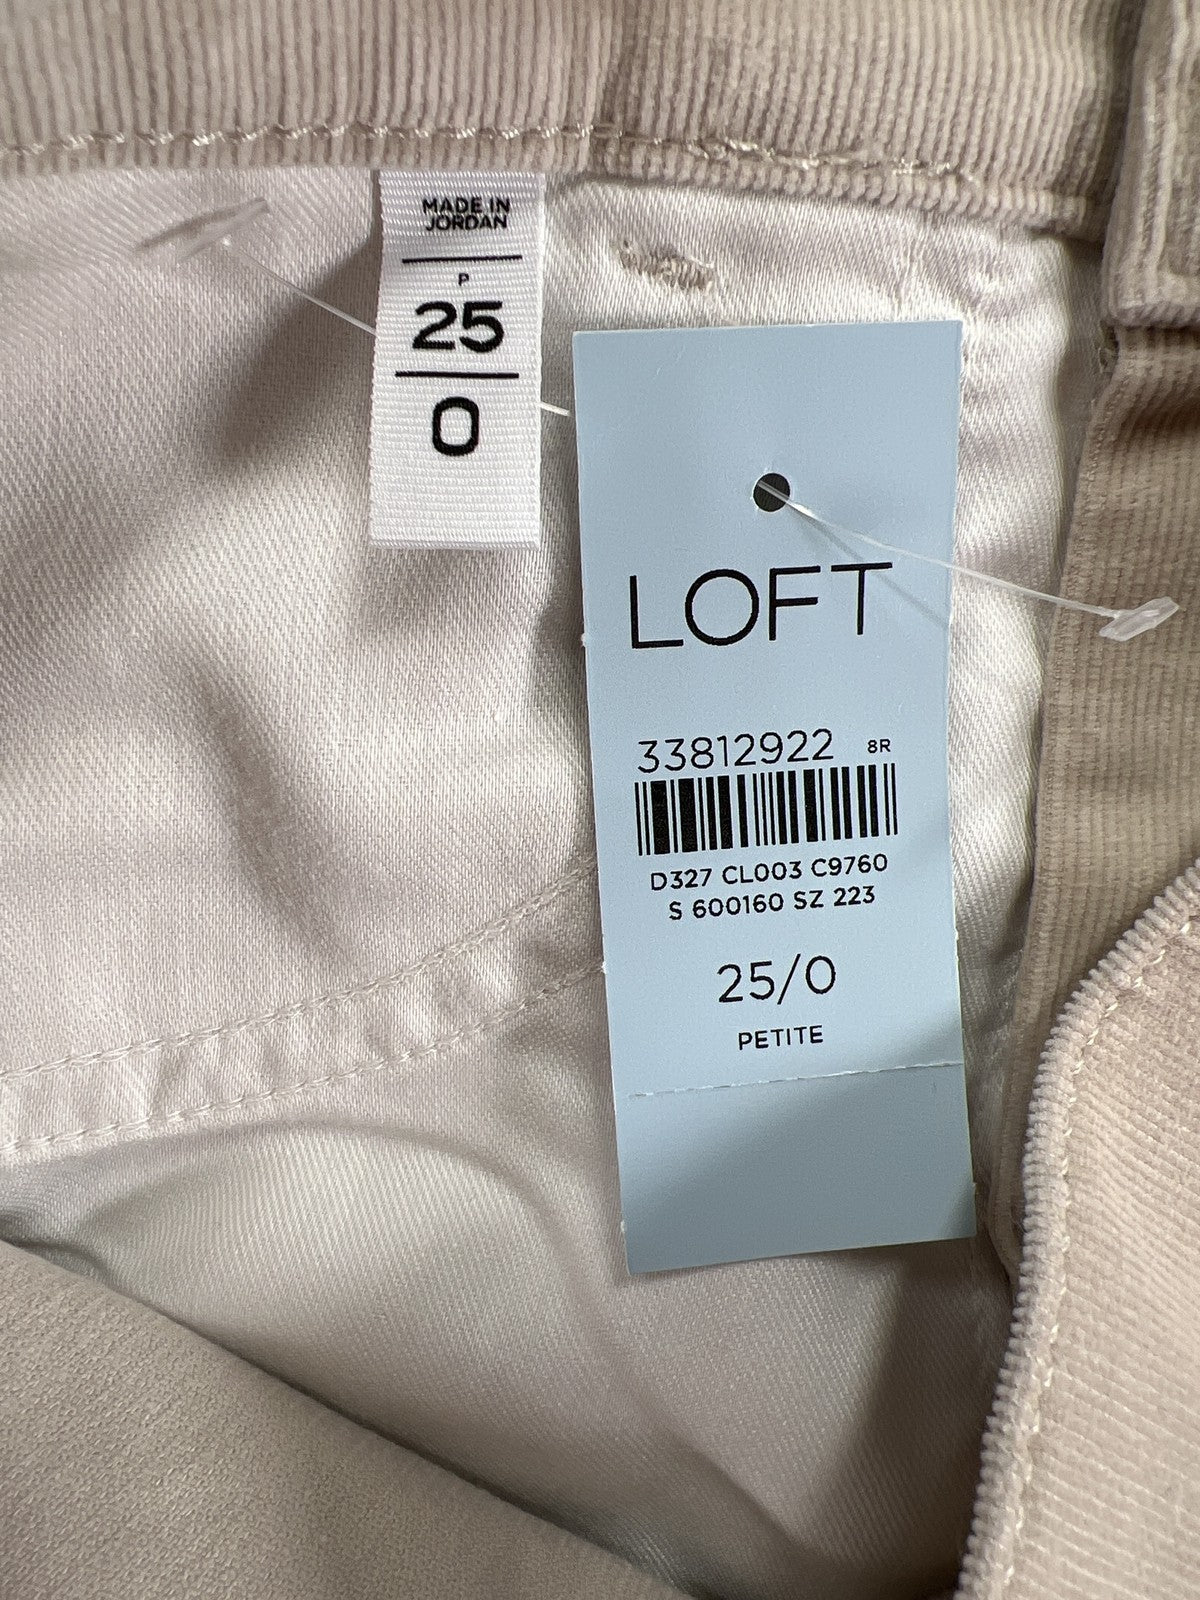 MADE IN
JORDAN
P
25
0
LOFT
33812922 8R
D327 CL003 C9760
S 600160 SZ 223
25/0
PETITE